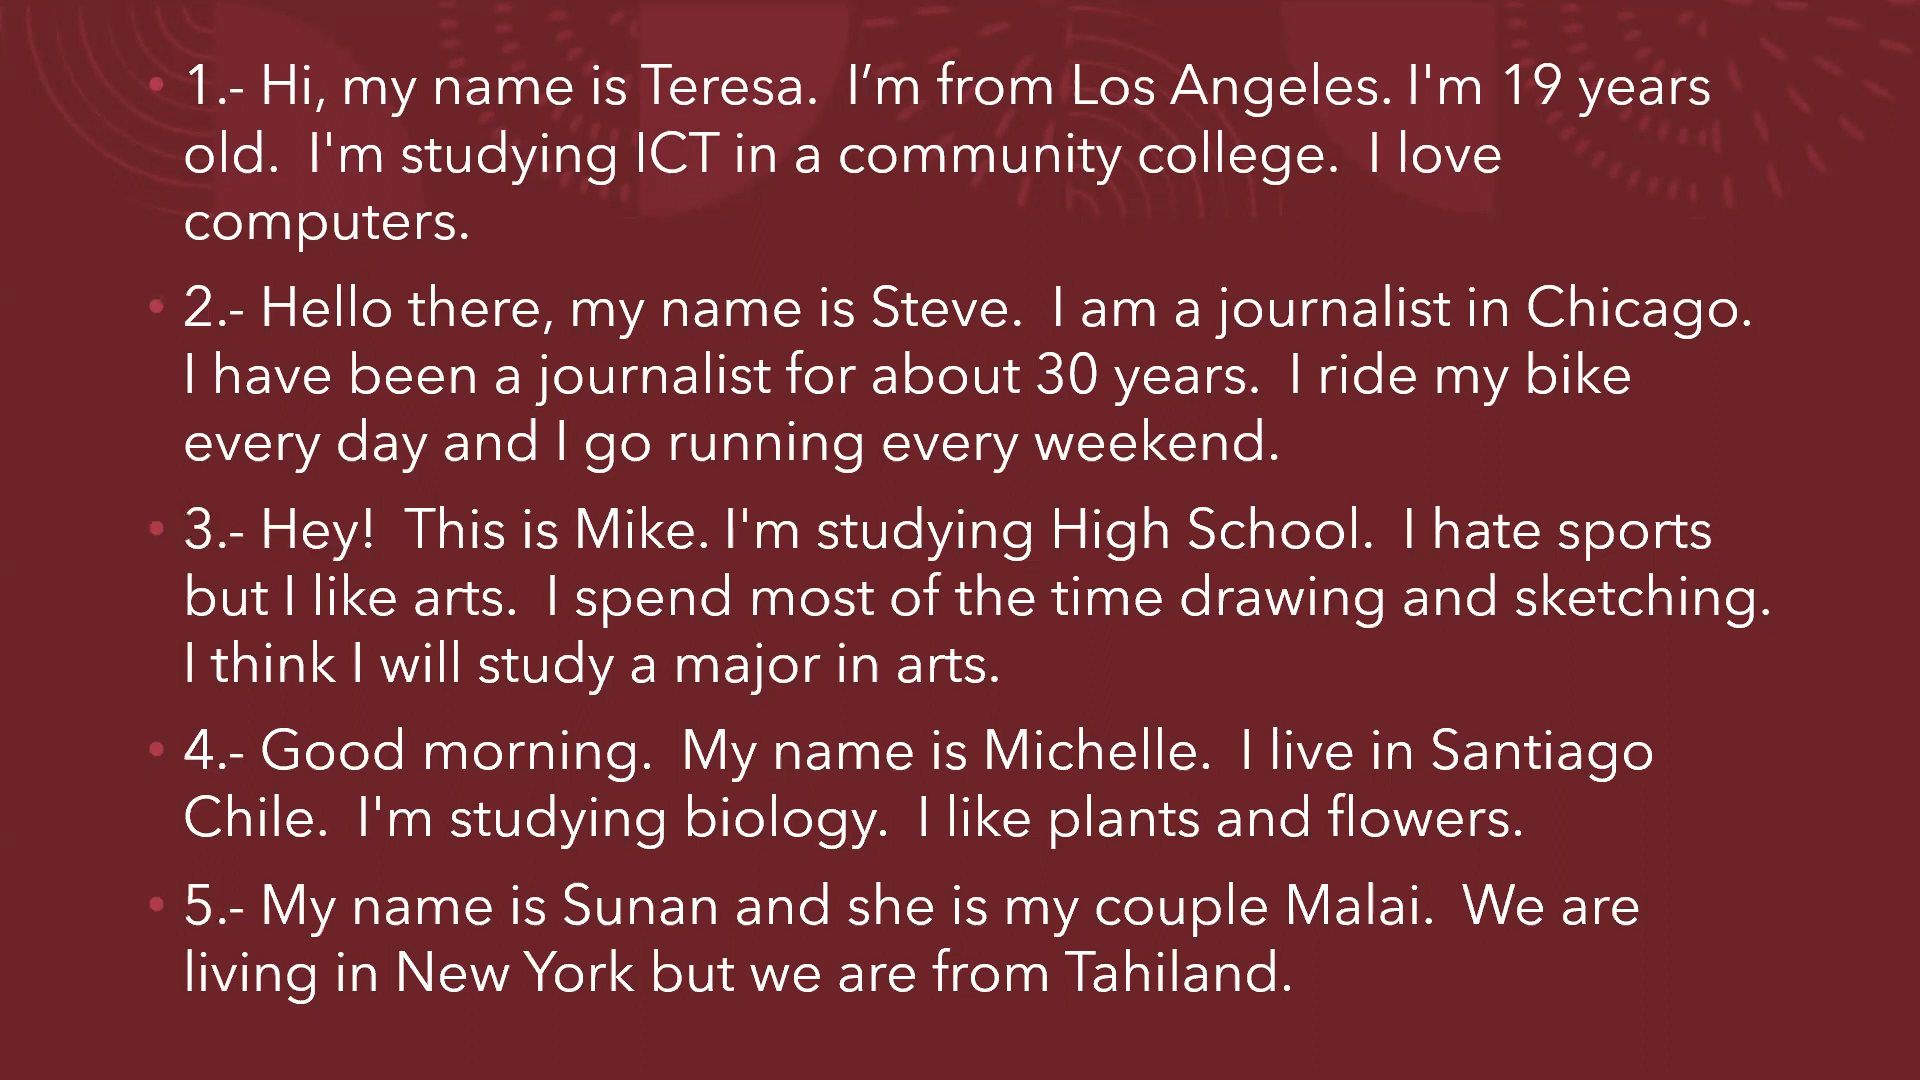 • 1.- Hi, my name is Teresa.  I’m from Los Angeles. I'm 19 years
old.  I'm studying ICT in a community college.  I love
computers.
• 2.- Hello there, my name is Steve.  I am a journalist in Chicago.
I have been a journalist for about 30 years.  I ride my bike
every day and I go running every weekend.
• 3.- Hey!  This is Mike. I'm studying High School.  I hate sports
but I like arts.  I spend most of the time drawing and sketching.
I think I will study a major in arts.
• 4.- Good morning.  My name is Michelle.  I live in Santiago
Chile.  I'm studying biology.  I like plants and flowers.
• 5.- My name is Sunan and she is my couple Malai.  We are
living in New York but we are from Tahiland.